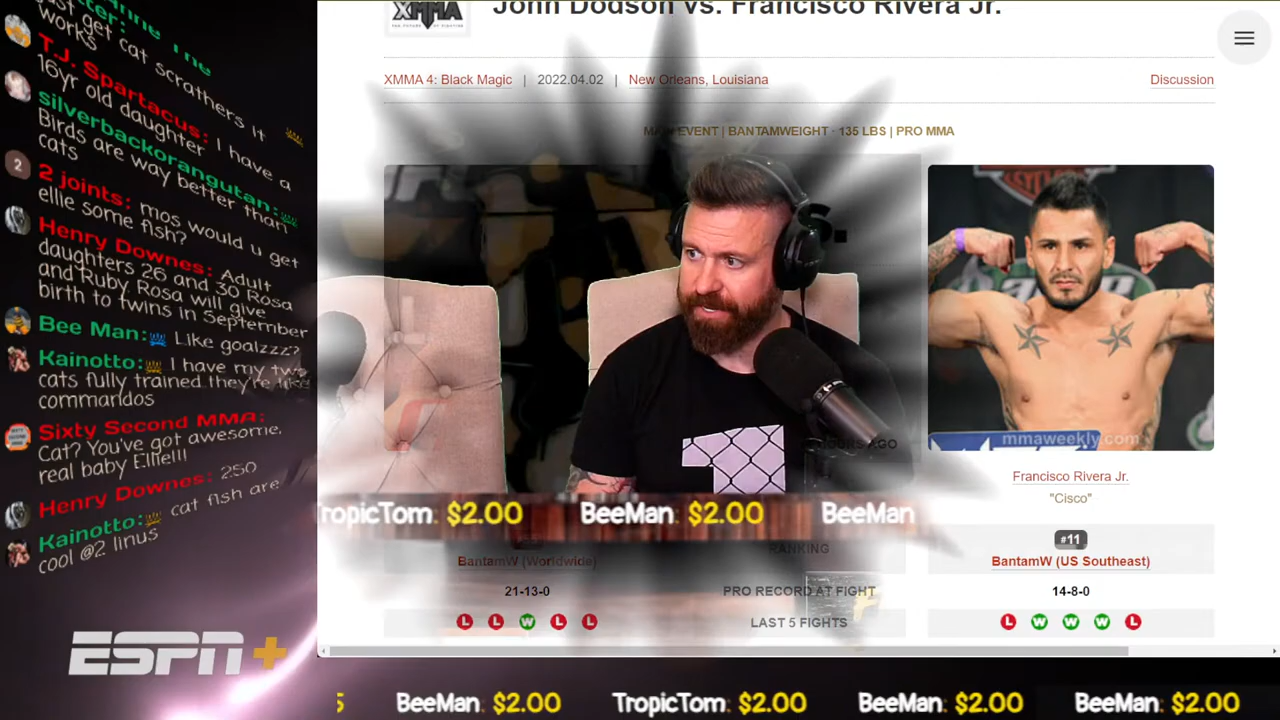 just get cat scrathers it
works
T.J. Spartacus: I have a
16yr old daughter
silverbackorangutan:
Birds are way better than
cats
2 joints: mos would u get
ellie some fish?
Henry Downes: Adult
daughters 26 and 30 Rosa
and Ruby. Rosa will give
birth to twins in September
Bee Man: Like goalzzz?
Kainotto: I have my two
cats fully trained they're like
commandos
Sixty Second MMA:
Cat? You've got awesome,
real baby Ellie!!!
Henry Downes: 250
Kainotto: cat fish are
cool @2 linus
ESPN+
XMMA
John Dodson vs. Francisco Rivera Jr.
XMMA 4: Black Magic | 2022.04.02 | New Orleans, Louisiana
Discussion
MAIN EVENT | BANTAMWEIGHT · 135 LBS | PRO MMA
mmaweekly.com
AGO
Francisco Rivera Jr.
"Cisco"
TropicTom: $2.00 BeeMan: $2.00 BeeMan
RANKING
#11
BantamW (Worldwide)
BantamW (US Southeast)
21-13-0 PRO RECORD AT FIGHT 14-8-0
L L W L L LAST 5 FIGHTS L W W W L
BeeMan: $2.00 TropicTom: $2.00 BeeMan: $2.00 BeeMan: $2.00